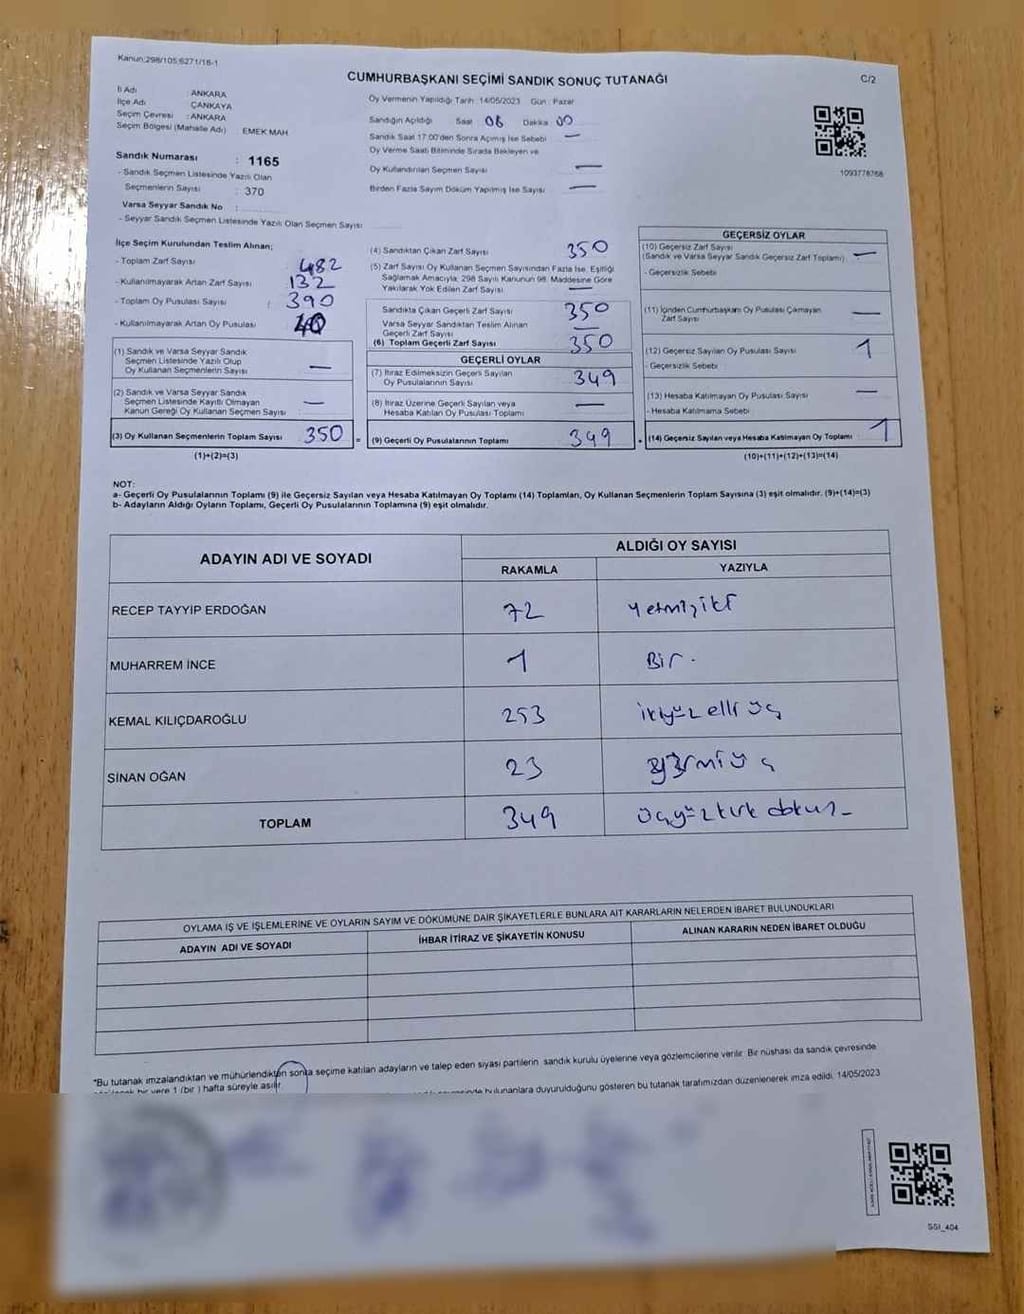 Kanun:298/105;6271/16-1
CUMHURBAŞKANI SEÇİMİ SANDIK SONUÇ TUTANAĞI
C/2
İl Adı : ANKARA
İlçe Adı : ÇANKAYA
Seçim Çevresi : ANKARA
Seçim Bölgesi (Mahalle Adı) EMEK MAH
Sandık Numarası : 1165
- Sandık Seçmen Listesinde Yazılı Olan
Seçmenlerin Sayısı : 370
Varsa Seyyar Sandık No :
- Seyyar Sandık Seçmen Listesinde Yazılı Olan Seçmen Sayısı
Oy Vermenin Yapıldığı Tarih : 14/05/2023 Gün : Pazar
Sandığın Açıldığı Saat 08 Dakika 00
Sandık Saat 17:00'den Sonra Açılmış İse Sebebi —
Oy Verme Saati Bitiminde Sırada Bekleyen ve
Oy Kullandırılan Seçmen Sayısı —
Birden Fazla Sayım Döküm Yapılmış İse Sayısı —
1093778768
İlçe Seçim Kurulundan Teslim Alınan;
- Toplam Zarf Sayısı 482
- Kullanılmayarak Artan Zarf Sayısı 132
- Toplam Oy Pusulası Sayısı : 390
- Kullanılmayarak Artan Oy Pusulası
(1) Sandık ve Varsa Seyyar Sandık
Seçmen Listesinde Yazılı Olup
Oy Kullanan Seçmenlerin Sayısı —
(2) Sandık ve Varsa Seyyar Sandık
Seçmen Listesinde Kayıtlı Olmayan
Kanun Gereği Oy Kullanan Seçmen Sayısı —
(3) Oy Kullanan Seçmenlerin Toplam Sayısı 350 =
(1)+(2)=(3)
(4) Sandıktan Çıkan Zarf Sayısı 350
(5) Zarf Sayısı Oy Kullanan Seçmen Sayısından Fazla İse, Eşitliği
Sağlamak Amacıyla, 298 Sayılı Kanunun 98. Maddesine Göre
Yakılarak Yok Edilen Zarf Sayısı —
Sandıkta Çıkan Geçerli Zarf Sayısı 350
Varsa Seyyar Sandıktan Teslim Alınan
Geçerli Zarf Sayısı —
(6) Toplam Geçerli Zarf Sayısı 350
GEÇERLİ OYLAR
(7) İtiraz Edilmeksizin Geçerli Sayılan
Oy Pusulalarının Sayısı 349
(8) İtiraz Üzerine Geçerli Sayılan veya
Hesaba Katılan Oy Pusulası Toplamı —
(9) Geçerli Oy Pusulalarının Toplamı 349
GEÇERSİZ OYLAR
(10) Geçersiz Zarf Sayısı
(Sandık ve Varsa Seyyar Sandık Geçersiz Zarf Toplamı) —
- Geçersizlik Sebebi
(11) İçinden Cumhurbaşkanı Oy Pusulası Çıkmayan
Zarf Sayısı —
(12) Geçersiz Sayılan Oy Pusulası Sayısı 1
- Geçersizlik Sebebi
(13) Hesaba Katılmayan Oy Pusulası Sayısı —
- Hesaba Katılmama Sebebi
(14) Geçersiz Sayılan veya Hesaba Katılmayan Oy Toplamı 1
(10)+(11)+(12)+(13)=(14)
NOT:
a- Geçerli Oy Pusulalarının Toplamı (9) ile Geçersiz Sayılan veya Hesaba Katılmayan Oy Toplamı (14) Toplamları, Oy Kullanan Seçmenlerin Toplam Sayısına (3) eşit olmalıdır. (9)+(14)=(3)
b- Adayların Aldığı Oyların Toplamı, Geçerli Oy Pusulalarının Toplamına (9) eşit olmalıdır.
ADAYIN ADI VE SOYADI ALDIĞI OY SAYISI
RAKAMLA YAZIYLA
RECEP TAYYİP ERDOĞAN 72 Yetmişiki
MUHARREM İNCE 1 Bir.
KEMAL KILIÇDAROĞLU 253 ikiyüzelliüç
SİNAN OĞAN 23 yirmiüç
TOPLAM 349 üçyüzkırkdokuz
OYLAMA İŞ VE İŞLEMLERİNE VE OYLARIN SAYIM VE DÖKÜMÜNE DAİR ŞİKAYETLERLE BUNLARA AİT KARARLARIN NELERDEN İBARET BULUNDUKLARI
ADAYIN ADI VE SOYADI İHBAR İTİRAZ VE ŞİKAYETİN KONUSU ALINAN KARARIN NEDEN İBARET OLDUĞU
*Bu tutanak imzalandıktan ve mühürlendikten sonra seçime katılan adayların ve talep eden siyasi partilerin sandık kurulu üyelerine veya gözlemcilerine verilir. Bir nüshası da sandık çevresinde
bir yere 1 (bir) hafta süreyle asılır. bulunanlara duyurulduğunu gösteren bu tutanak tarafımızdan düzenlenerek imza edildi. 14/05/2023
SSI_404